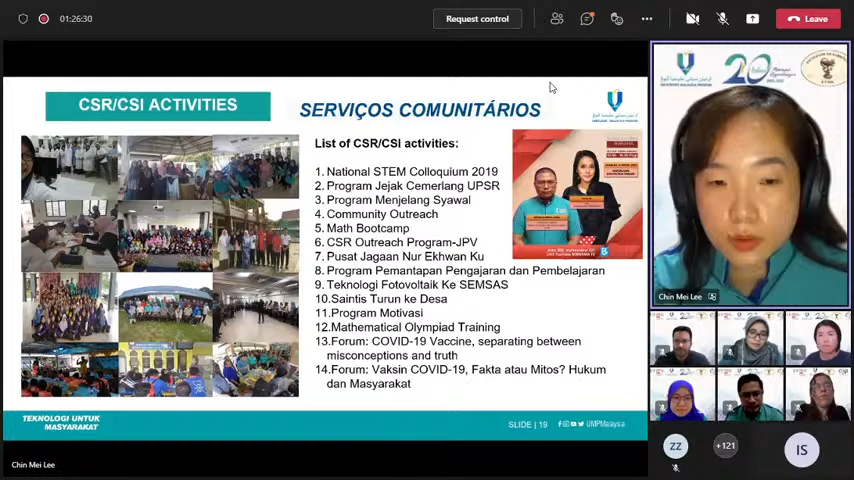 01:26:30
Request control
Leave
CSR/CSI ACTIVITIES
SERVIÇOS COMUNITÁRIOS
List of CSR/CSI activities:
1. National STEM Colloquium 2019
2. Program Jejak Cemerlang UPSR
3. Program Menjelang Syawal
4. Community Outreach
5. Math Bootcamp
6. CSR Outreach Program-JPV
7. Pusat Jagaan Nur Ekhwan Ku
8. Program Pemantapan Pengajaran dan Pembelajaran
9. Teknologi Fotovoltaik Ke SEMSAS
10.Saintis Turun ke Desa
11.Program Motivasi
12.Mathematical Olympiad Training
13.Forum: COVID-19 Vaccine, separating between
misconceptions and truth
14.Forum: Vaksin COVID-19, Fakta atau Mitos? Hukum
dan Masyarakat
TEKNOLOGI UNTUK
MASYARAKAT
SLIDE | 19
UMPMalaysia
Chin Mei Lee
20
Chin Mei Lee
ZZ
+121
IS